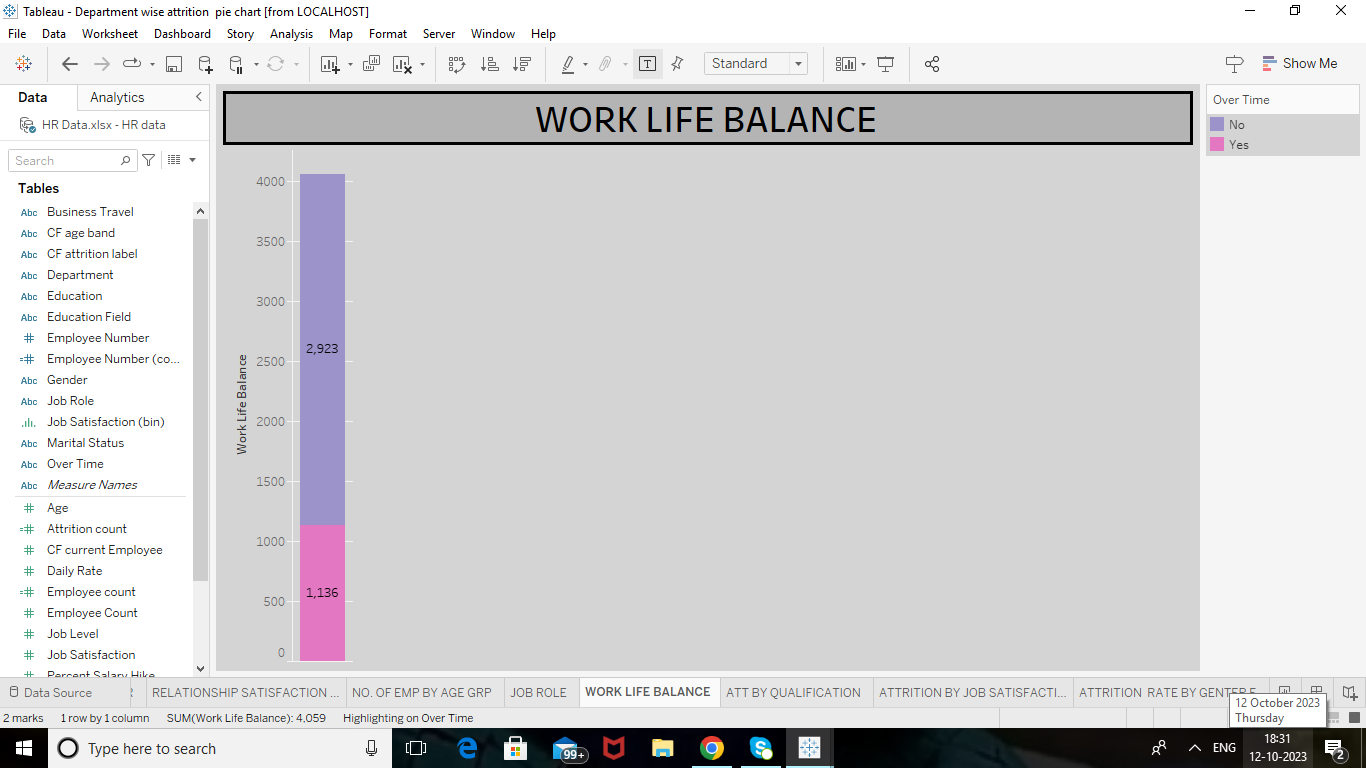 Tableau - Department wise attrition  pie chart [from LOCALHOST]
File Data Worksheet Dashboard Story Analysis Map Format Server Window Help
Standard
Show Me
Data Analytics
HR Data.xlsx - HR data
Search
Tables
Abc Business Travel
Abc CF age band
Abc CF attrition label
Abc Department
Abc Education
Abc Education Field
# Employee Number
=# Employee Number (co...
Abc Gender
Abc Job Role
Job Satisfaction (bin)
Abc Marital Status
Abc Over Time
Abc Measure Names
# Age
=# Attrition count
# CF current Employee
# Daily Rate
=# Employee count
# Employee Count
# Job Level
# Job Satisfaction
# Percent Salary Hike
WORK LIFE BALANCE
Work Life Balance
4000
3500
3000
2500
2000
1500
1000
500
0
2,923
1,136
Over Time
No
Yes
Data Source RELATIONSHIP SATISFACTION ... NO. OF EMP BY AGE GRP JOB ROLE WORK LIFE BALANCE ATT BY QUALIFICATION ATTRITION BY JOB SATISFACTI... ATTRITION  RATE BY
12 October 2023
Thursday
2 marks 1 row by 1 column SUM(Work Life Balance): 4,059 Highlighting on Over Time
Type here to search
99+
ENG
18:31
12-10-2023
2